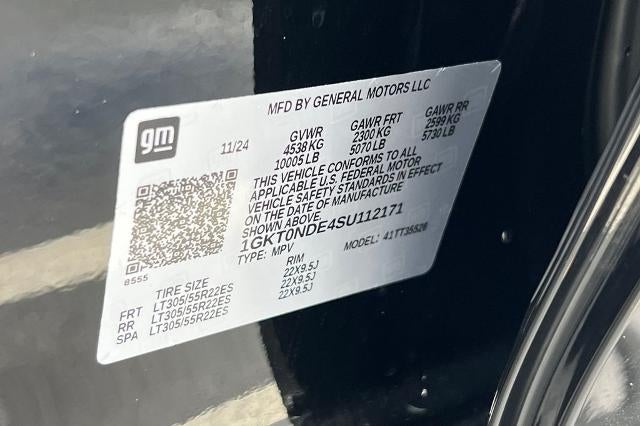 MFD BY GENERAL MOTORS LLC
gm
11/24
GVWR GAWR FRT GAWR RR
4538 KG 2300 KG 2599 KG
10005 LB 5070 LB 5730 LB
THIS VEHICLE CONFORMS TO ALL
APPLICABLE U.S. FEDERAL MOTOR
VEHICLE SAFETY STANDARDS IN EFFECT
ON THE DATE OF MANUFACTURE
SHOWN ABOVE.
1GKT0NDE4SU112171
TYPE: MPV MODEL: 41TT35526
8555
TIRE SIZE RIM
FRT LT305/55R22ES 22X9.5J
RR LT305/55R22ES 22X9.5J
SPA LT305/55R22ES 22X9.5J